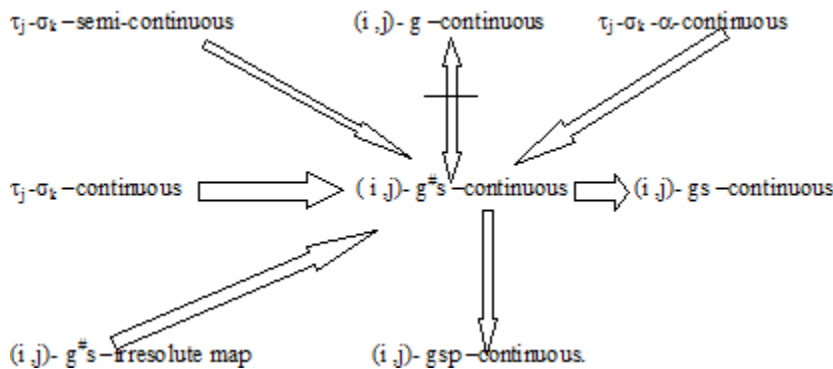 τj-σk –semi-continuous (i ,j)- g –continuous τj-σk -α-continuous
τj-σk –continuous ( i ,j)- g#s –continuous (i ,j)- gs –continuous
(i ,j)- g#s –irresolute map (i ,j)- gsp –continuous.